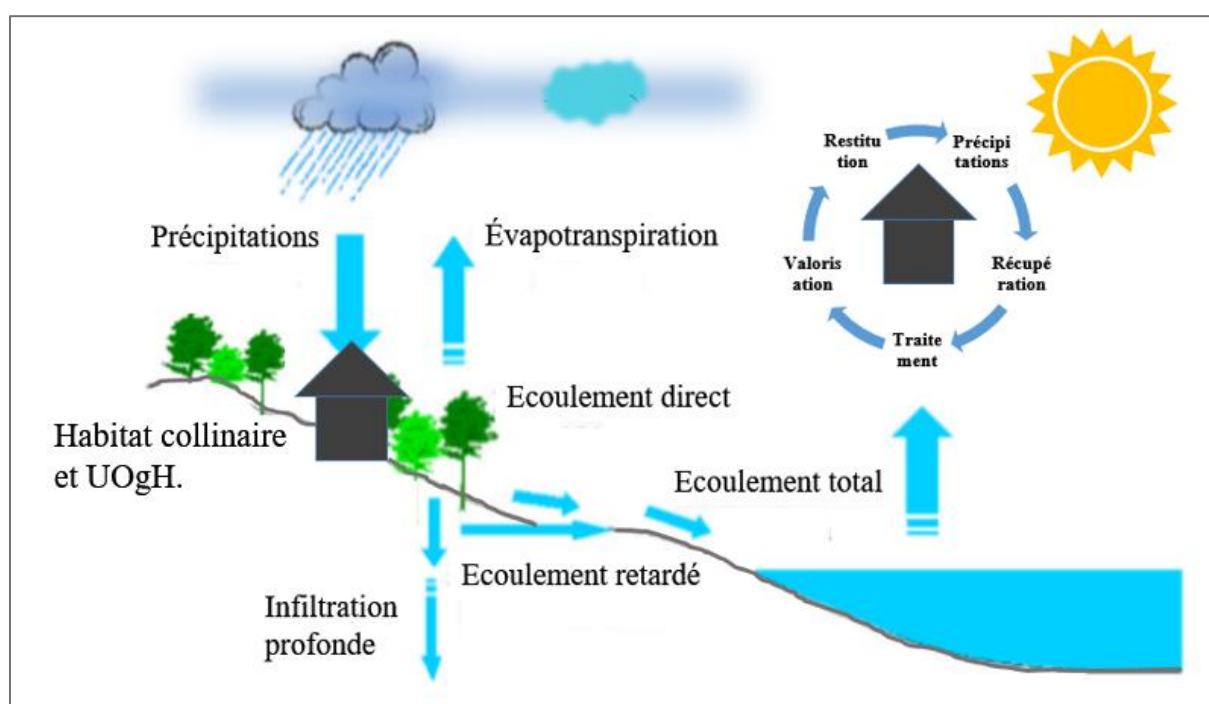 Restitu
tion
Précipi
tations
Précipitations
Évapotranspiration
Valoris
ation
Récupé
ration
Traite
ment
Ecoulement direct
Habitat collinaire
et UOgH.
Ecoulement total
Ecoulement retardé
Infiltration
profonde